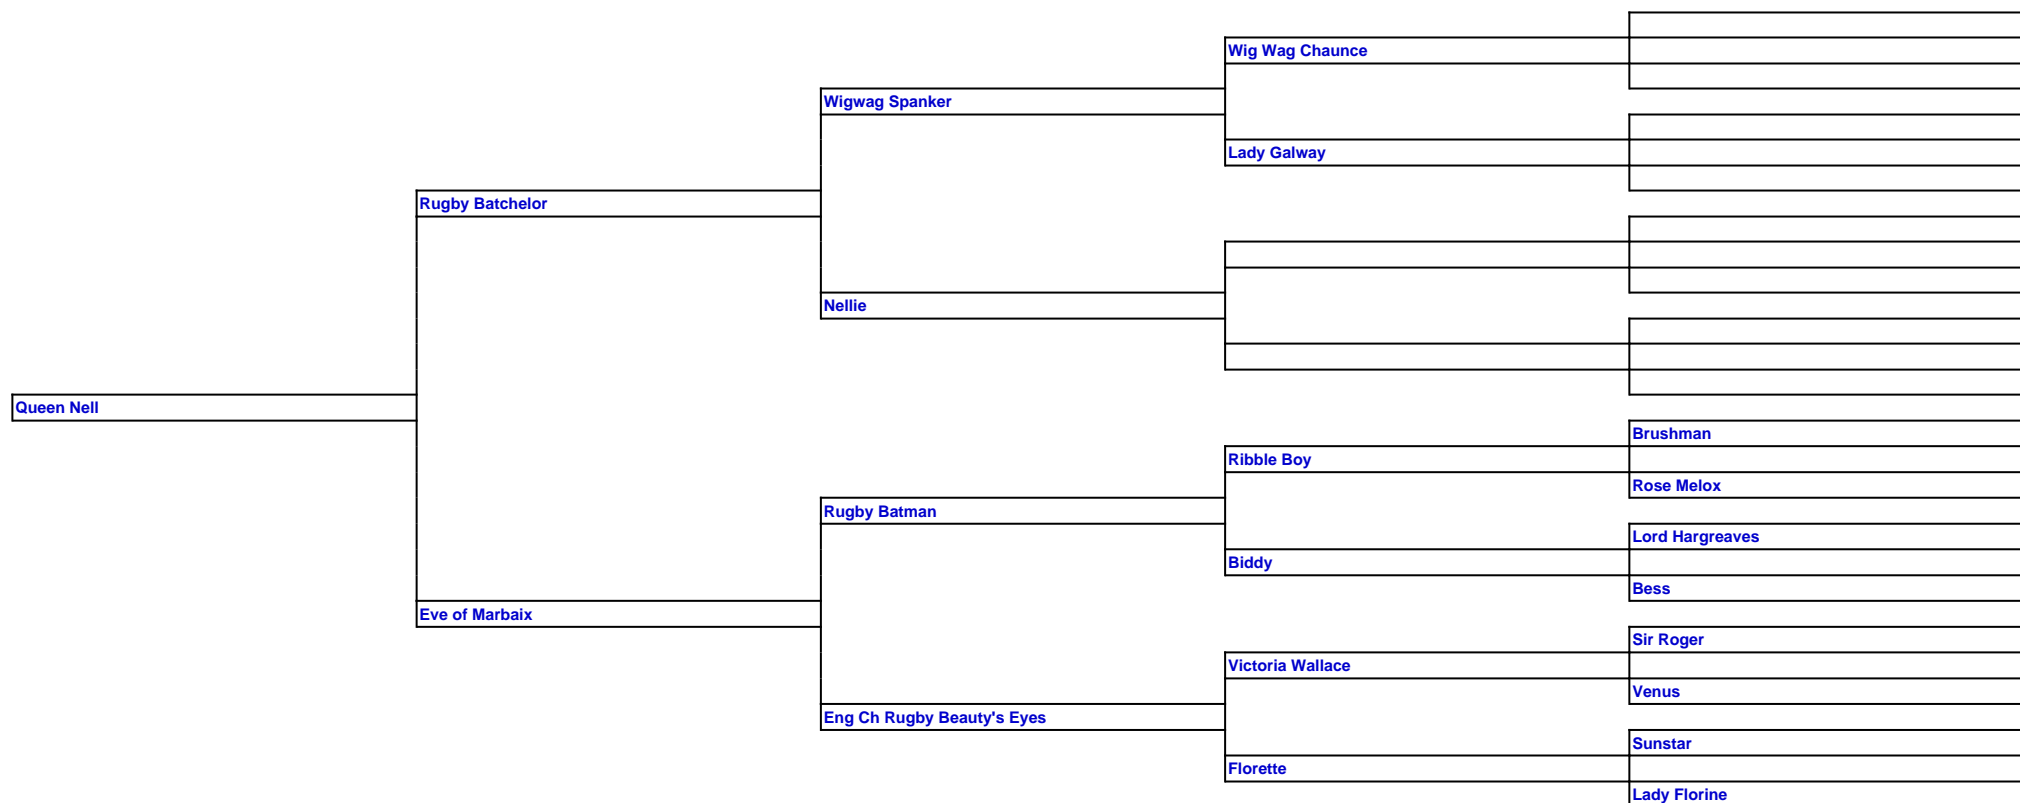 Wig Wag Chaunce
Wigwag Spanker
Lady Galway
Rugby Batchelor
Nellie
Queen Nell
Brushman
Ribble Boy
Rose Melox
Rugby Batman
Lord Hargreaves
Biddy
Bess
Eve of Marbaix
Sir Roger
Victoria Wallace
Venus
Eng Ch Rugby Beauty's Eyes
Sunstar
Florette
Lady Florine